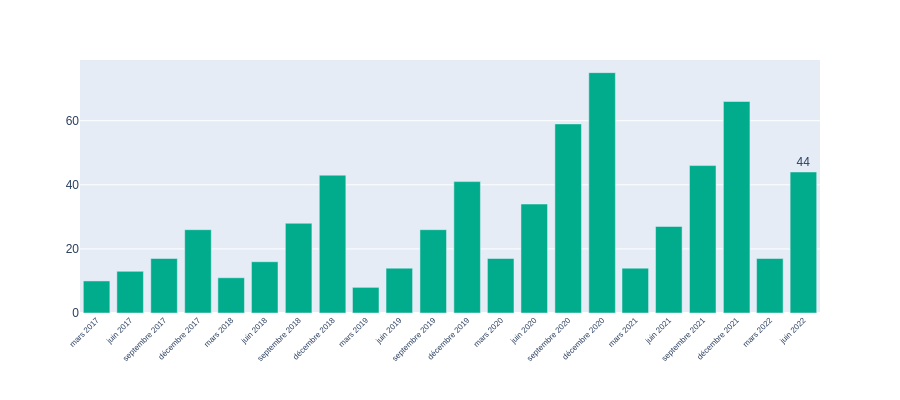 60
40
20
0
44
mars 2017
juin 2017
septembre 2017
décembre 2017
mars 2018
juin 2018
septembre 2018
décembre 2018
mars 2019
juin 2019
septembre 2019
décembre 2019
mars 2020
juin 2020
septembre 2020
décembre 2020
mars 2021
juin 2021
septembre 2021
décembre 2021
mars 2022
juin 2022